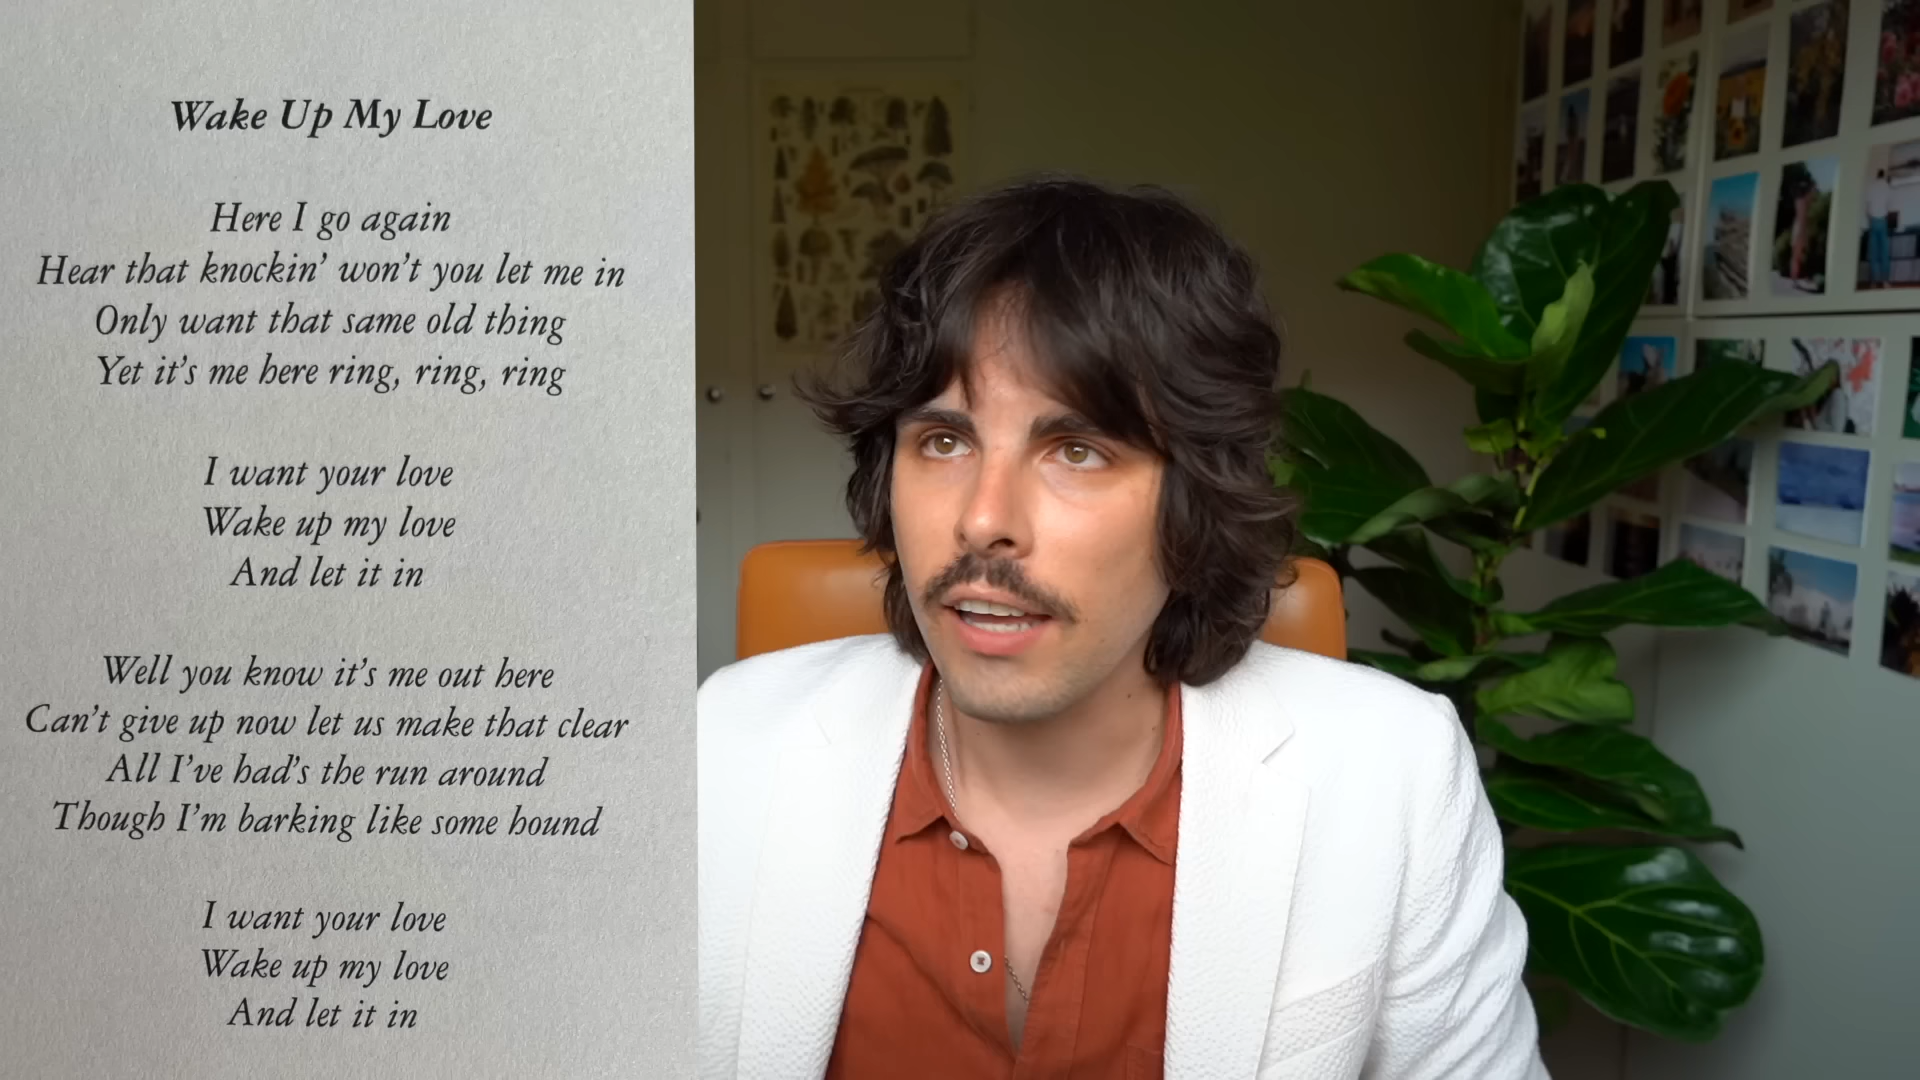 Wake Up My Love
Here I go again
Hear that knockin' won't you let me in
Only want that same old thing
Yet it's me here ring, ring, ring
I want your love
Wake up my love
And let it in
Well you know it's me out here
Can't give up now let us make that clear
All I've had's the run around
Though I'm barking like some hound
I want your love
Wake up my love
And let it in